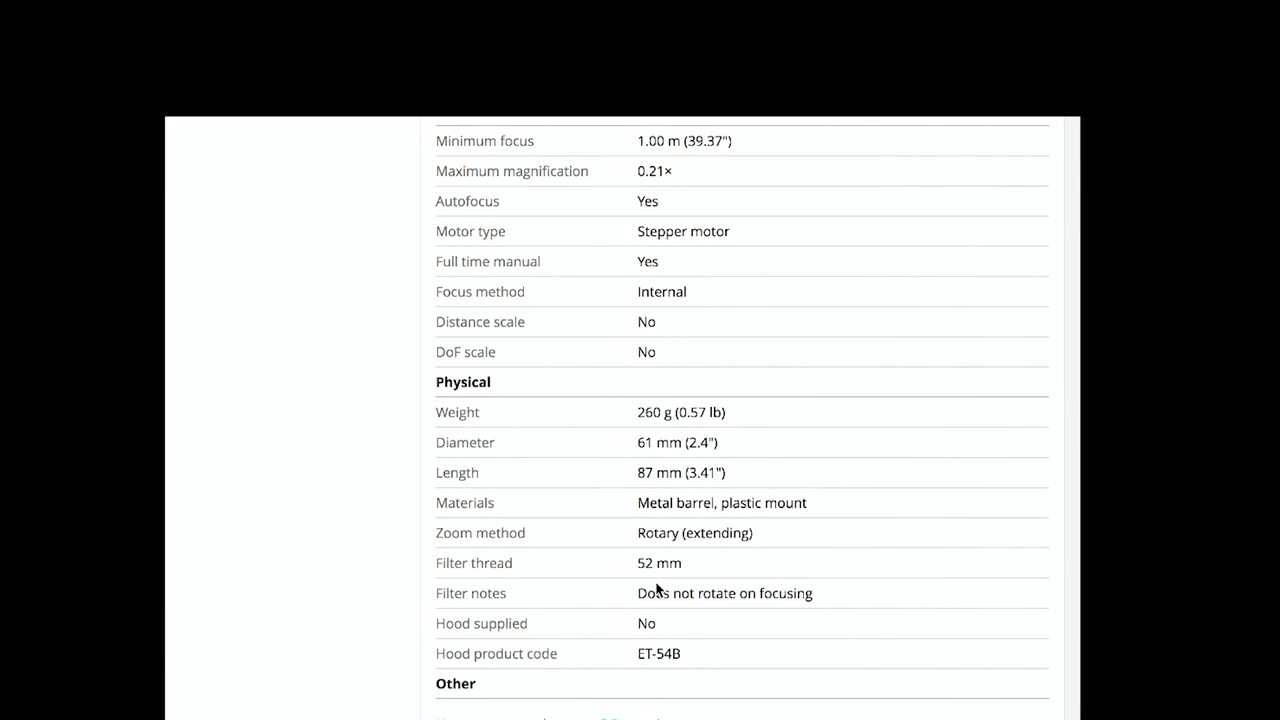 Minimum focus 1.00 m (39.37")
Maximum magnification 0.21×
Autofocus Yes
Motor type Stepper motor
Full time manual Yes
Focus method Internal
Distance scale No
DoF scale No
Physical
Weight 260 g (0.57 lb)
Diameter 61 mm (2.4")
Length 87 mm (3.41")
Materials Metal barrel, plastic mount
Zoom method Rotary (extending)
Filter thread 52 mm
Filter notes Does not rotate on focusing
Hood supplied No
Hood product code ET-54B
Other